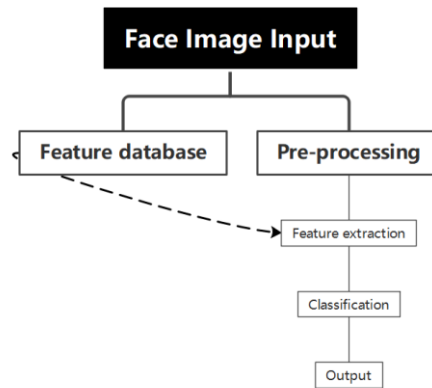 Face Image Input
Feature database
Pre-processing
Feature extraction
Classification
Output